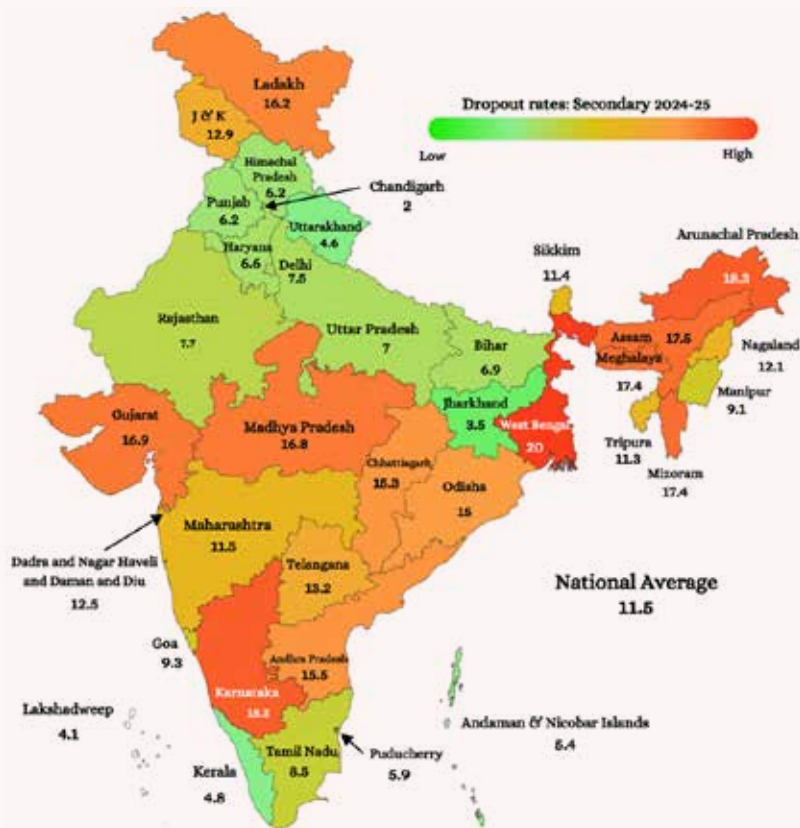 Ladakh
16.2
Dropout rates: Secondary 2024-25
Low
High
J & K
12.9
Himachal
Pradesh
6.2
Chandigarh
2
Punjab
6.2
Uttarakhand
4.6
Haryana
6.6
Delhi
7.5
Sikkim
11.4
Arunachal Pradesh
18.3
Rajasthan
7.7
Uttar Pradesh
7
Bihar
6.9
Assam
17.5
Meghalaya
17.4
Nagaland
12.1
Manipur
9.1
Jharkhand
3.5
West Bengal
20
Tripura
11.3
Mizoram
17.4
Gujarat
16.9
Madhya Pradesh
16.8
Chhattisgarh
15.3
Odisha
15
Maharashtra
11.5
Dadra and Nagar Haveli
and Daman and Diu
12.5
Telangana
13.2
National Average
11.5
Goa
9.3
Andhra Pradesh
15.5
Karnataka
18.3
Lakshadweep
4.1
Andaman & Nicobar Islands
5.4
Tamil Nadu
8.5
Puducherry
5.9
Kerala
4.8